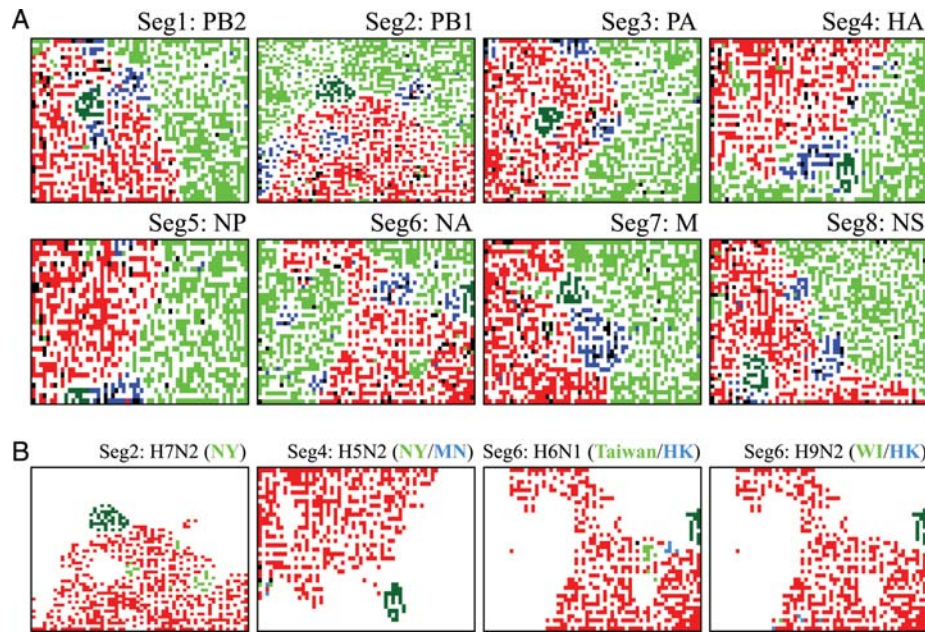 A
Seg1: PB2 Seg2: PB1 Seg3: PA Seg4: HA
Seg5: NP Seg6: NA Seg7: M Seg8: NS
B
Seg2: H7N2 (NY) Seg4: H5N2 (NY/MN) Seg6: H6N1 (Taiwan/HK) Seg6: H9N2 (WI/HK)